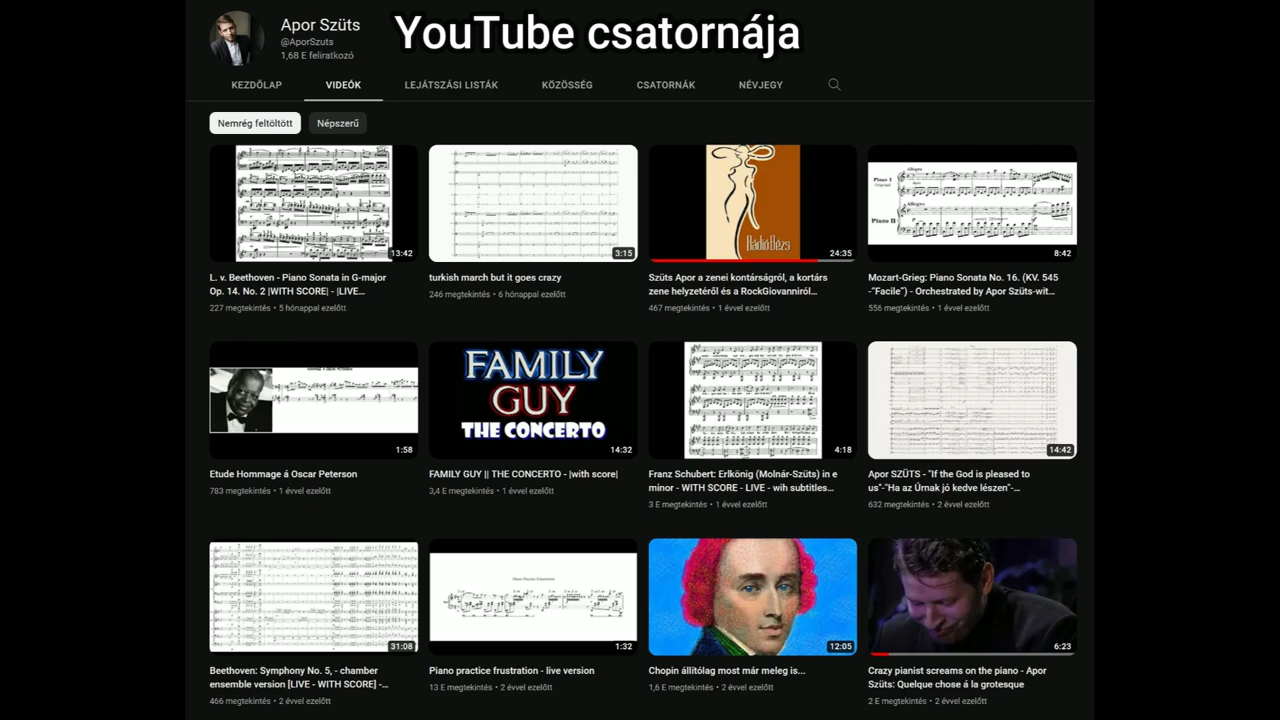 Apor Szüts
YouTube csatornája
@AporSzuts
1,68 E feliratkozó
KEZDŐLAP VIDEÓK LEJÁTSZÁSI LISTÁK KÖZÖSSÉG CSATORNÁK NÉVJEGY
Nemrég feltöltött Népszerű
13:42
L. v. Beethoven - Piano Sonata in G-major
Op. 14. No. 2 |WITH SCORE| - |LIVE...
227 megtekintés • 5 hónappal ezelőtt
3:15
turkish march but it goes crazy
246 megtekintés • 6 hónappal ezelőtt
Rádió Bézs
24:35
Szüts Apor a zenei kontárságról, a kortárs
zene helyzetéről és a RockGiovanniról...
467 megtekintés • 1 évvel ezelőtt
Allegro
Piano I
Allegro
Piano II
8:42
Mozart-Grieg: Piano Sonata No. 16. (KV. 545
-"Facile") - Orchestrated by Apor Szüts-wit...
556 megtekintés • 1 évvel ezelőtt
1:58
Etude Hommage á Oscar Peterson
783 megtekintés • 1 évvel ezelőtt
FAMILY
GUY
THE CONCERTO
14:32
FAMILY GUY || THE CONCERTO - |with score|
3,4 E megtekintés • 1 évvel ezelőtt
4:18
Franz Schubert: Erlkönig (Molnár-Szüts) in e
minor - WITH SCORE - LIVE - wih subtitles...
3 E megtekintés • 1 évvel ezelőtt
14:42
Apor SZÜTS - "If the God is pleased to
us"-"Ha az Úrnak jó kedve lészen"-...
632 megtekintés • 2 évvel ezelőtt
31:08
Beethoven: Symphony No. 5, - chamber
ensemble version [LIVE - WITH SCORE] -...
466 megtekintés • 2 évvel ezelőtt
1:32
Piano practice frustration - live version
13 E megtekintés • 2 évvel ezelőtt
12:05
Chopin állítólag most már meleg is...
1,6 E megtekintés • 2 évvel ezelőtt
6:23
Crazy pianist screams on the piano - Apor
Szüts: Quelque chose á la grotesque
2 E megtekintés • 2 évvel ezelőtt